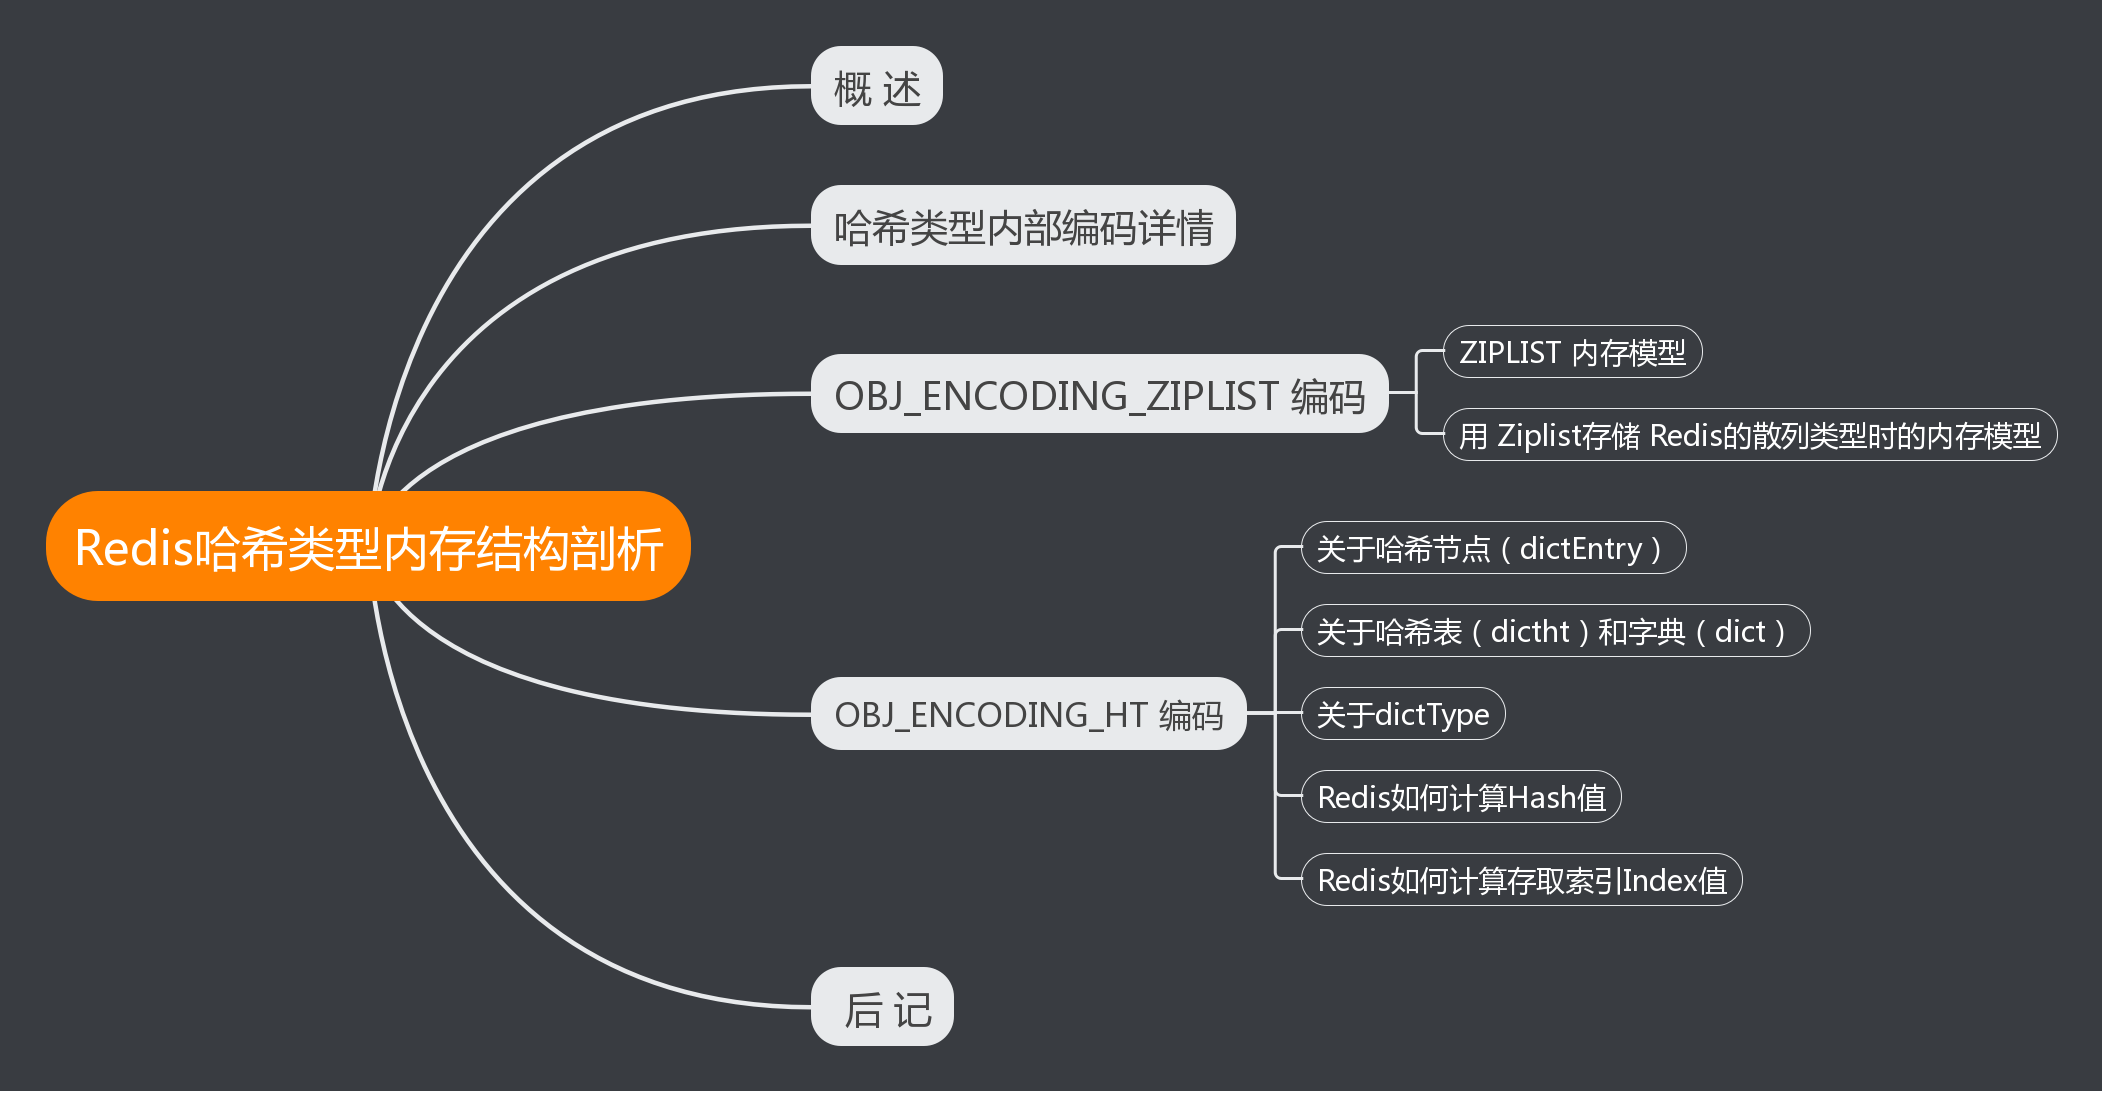 概 述
哈希类型内部编码详情
OBJ_ENCODING_ZIPLIST 编码
ZIPLIST 内存模型
用 Ziplist存储 Redis的散列类型时的内存模型
Redis哈希类型内存结构剖析
OBJ_ENCODING_HT 编码
关于哈希节点（dictEntry）
关于哈希表（dictht）和字典（dict）
关于dictType
Redis如何计算Hash值
Redis如何计算存取索引Index值
后 记